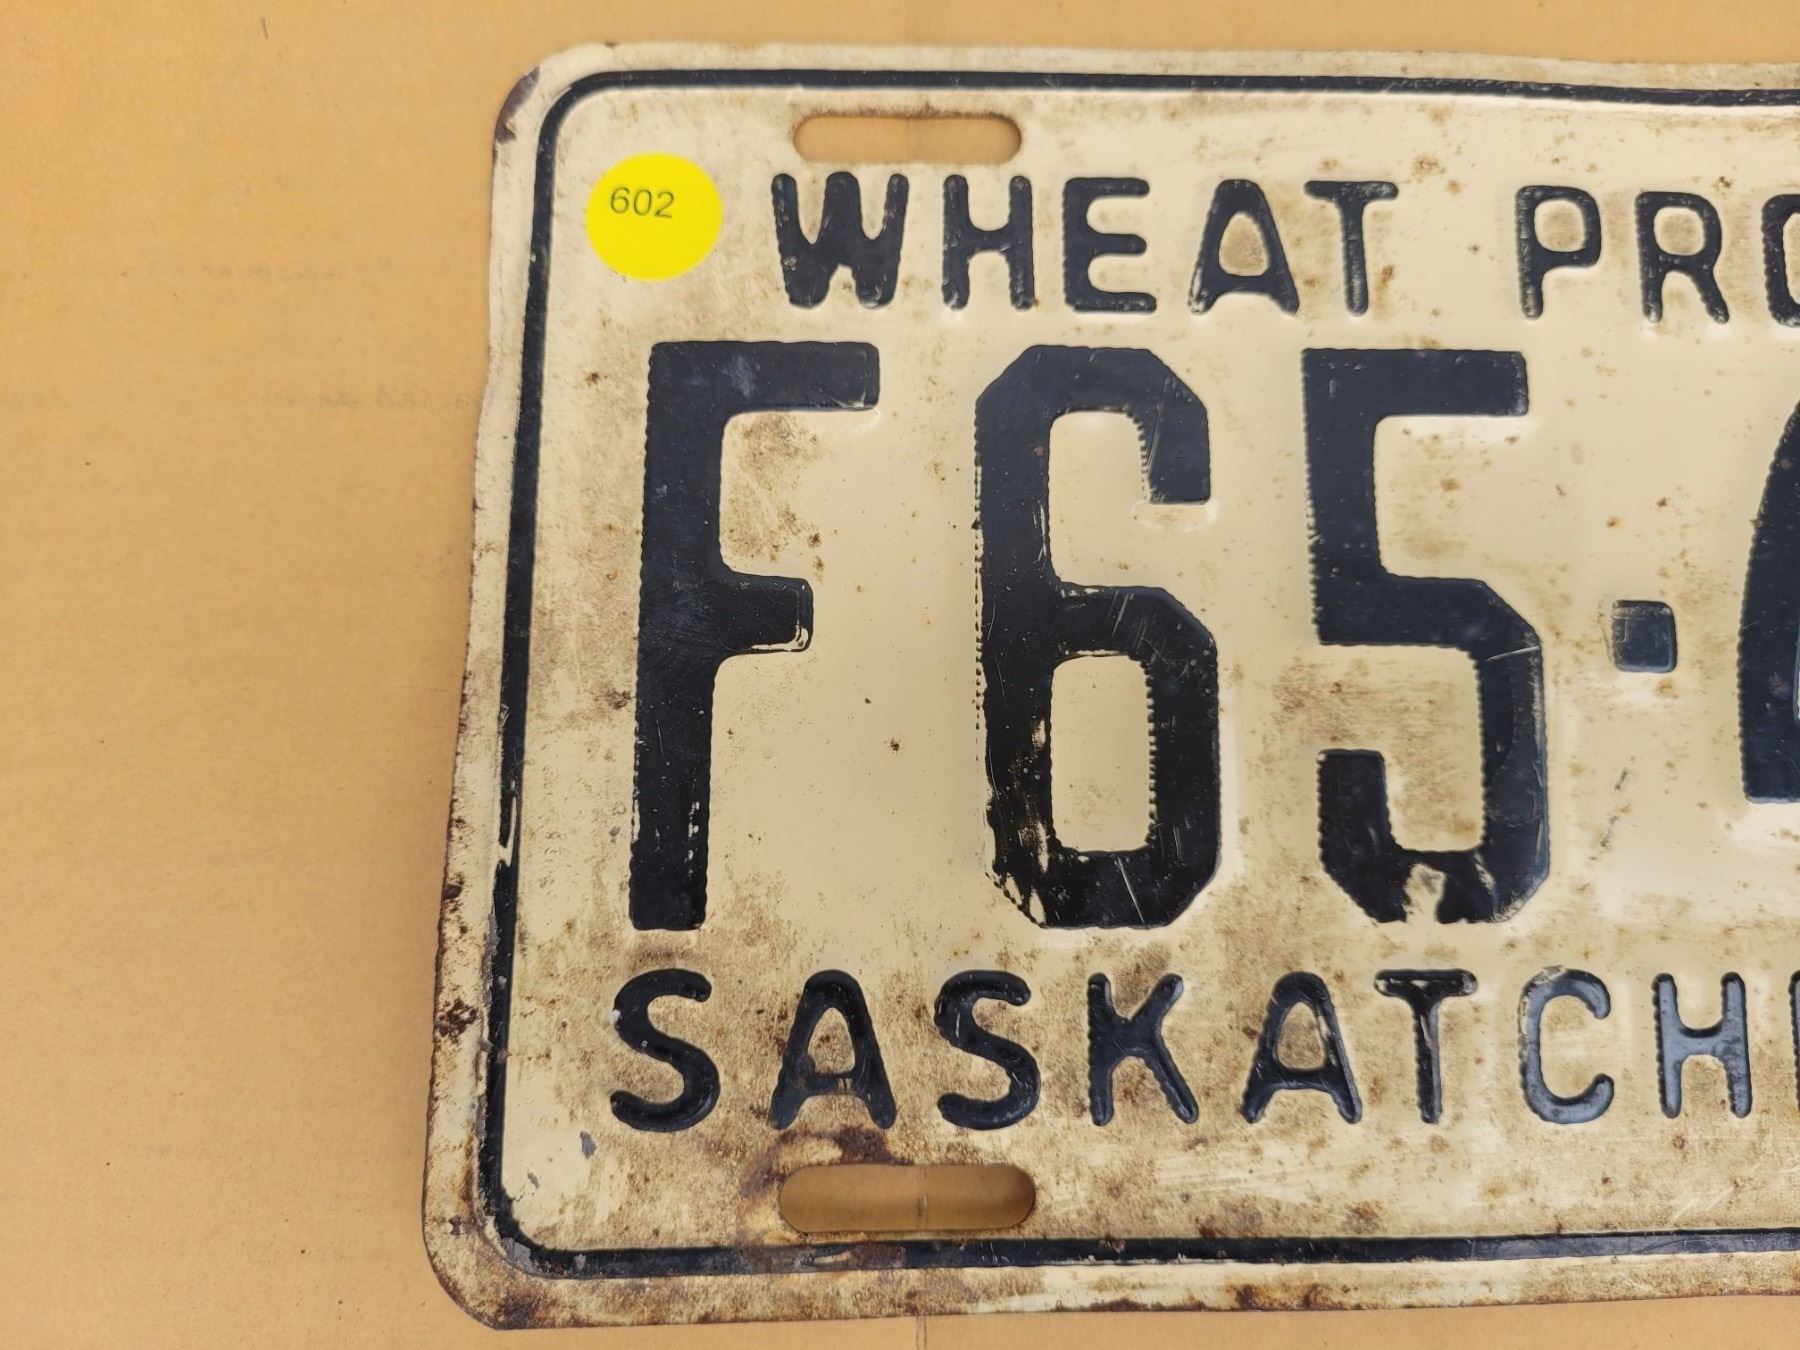 602
WHEAT PRO
F65·
SASKATCH